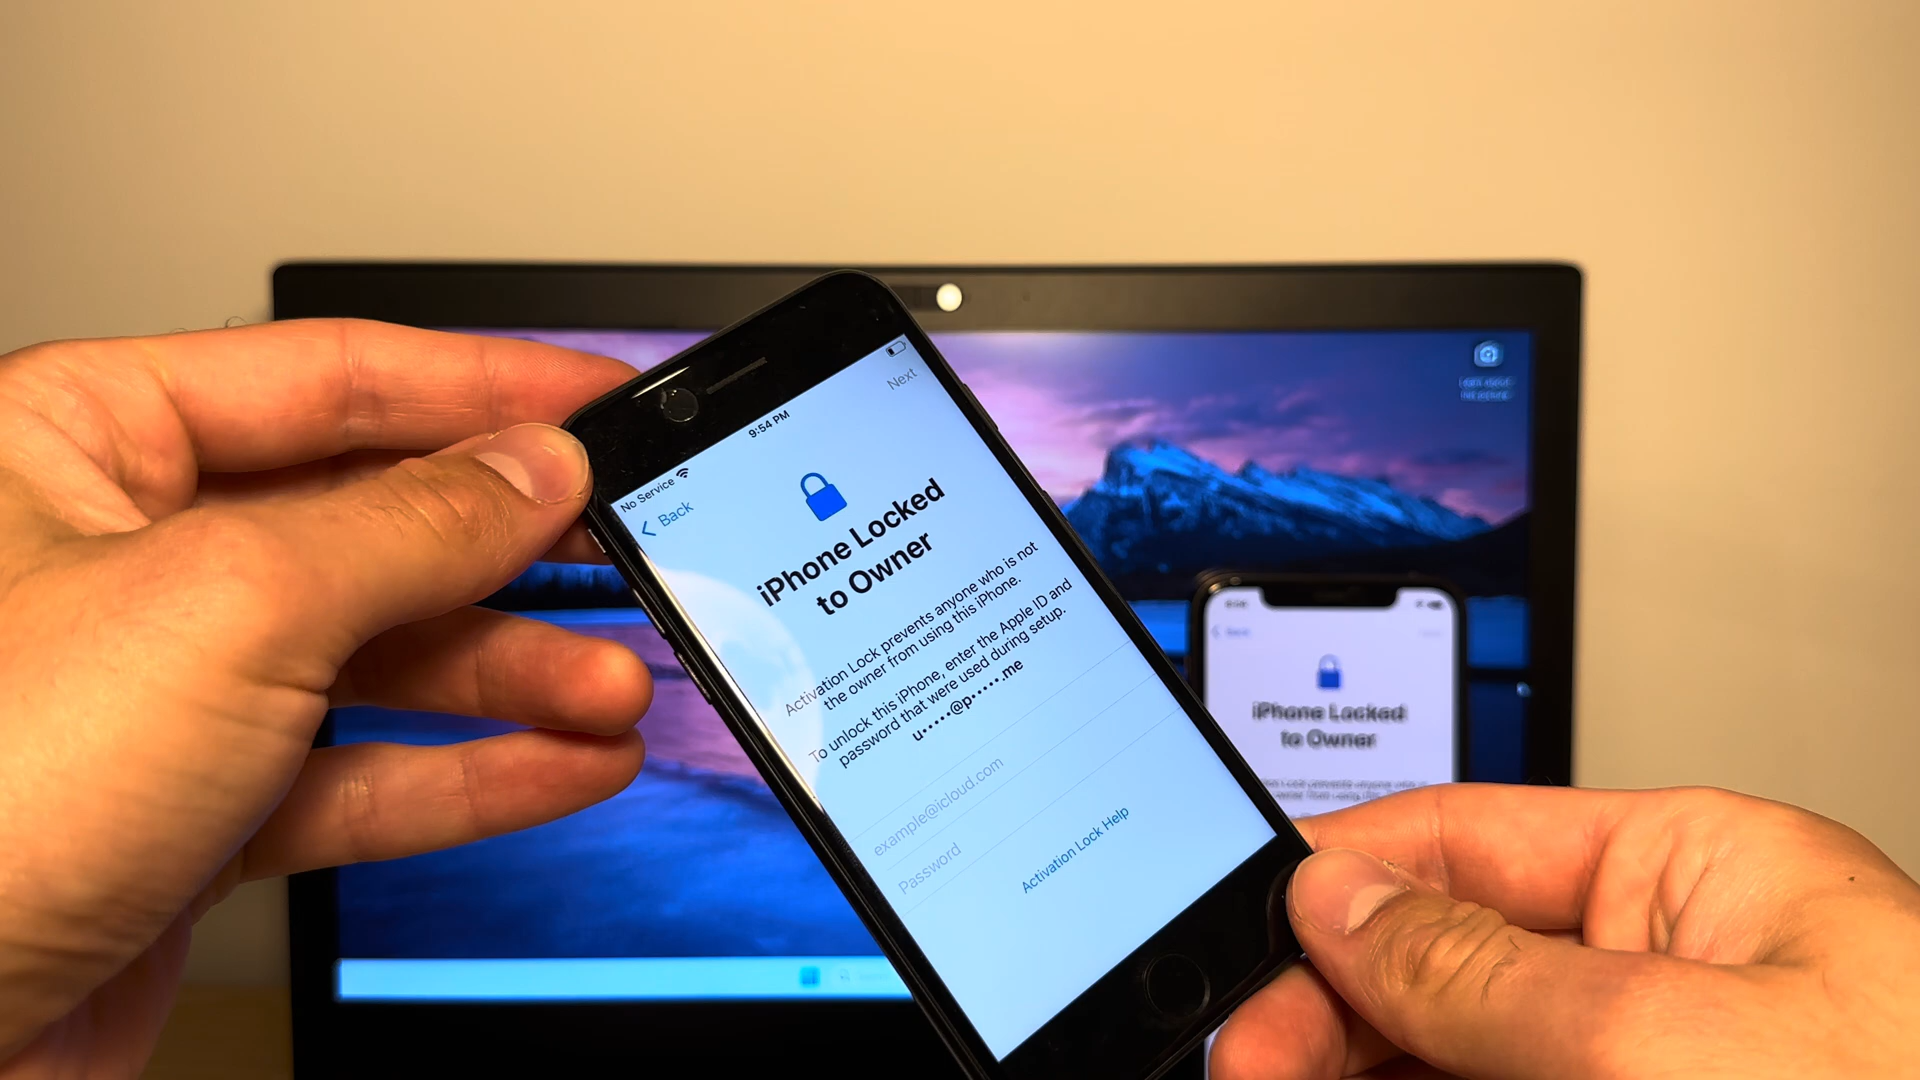 No Service
9:54 PM
Back
Next
iPhone Locked
to Owner
Activation Lock prevents anyone who is not
the owner from using this iPhone.
To unlock this iPhone, enter the Apple ID and
password that were used during setup.
u•••••@p•••••.me
example@icloud.com
Password
Activation Lock Help
iPhone Locked
to Owner